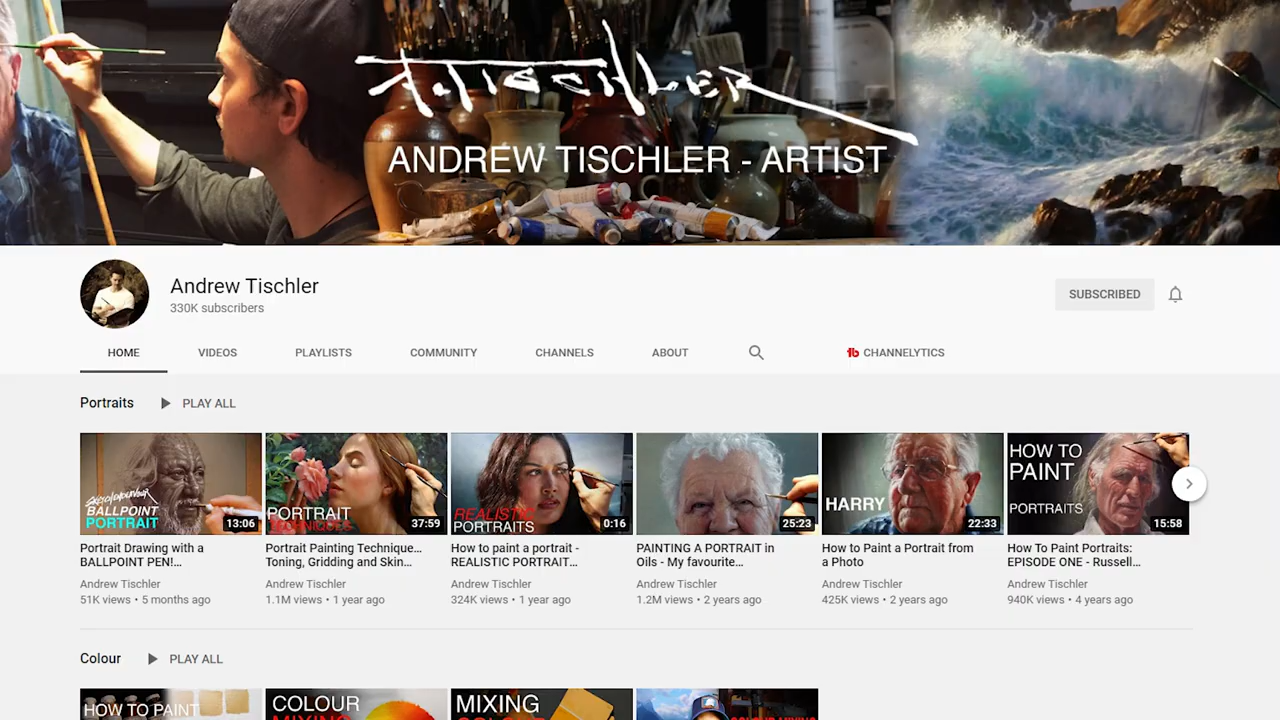 A.TISCHLER
ANDREW TISCHLER - ARTIST
Andrew Tischler
330K subscribers
SUBSCRIBED
HOME VIDEOS PLAYLISTS COMMUNITY CHANNELS ABOUT CHANNELYTICS
Portraits PLAY ALL
BALLPOINT
PORTRAIT
13:06
PORTRAIT
TECHNIQUES
37:59
REALISTIC
PORTRAITS
0:16
25:23
HARRY
22:33
HOW TO
PAINT
PORTRAITS
15:58
Portrait Drawing with a
BALLPOINT PEN!...
Andrew Tischler
51K views • 5 months ago
Portrait Painting Technique...
Toning, Gridding and Skin...
Andrew Tischler
1.1M views • 1 year ago
How to paint a portrait -
REALISTIC PORTRAIT...
Andrew Tischler
324K views • 1 year ago
PAINTING A PORTRAIT in
Oils - My favourite...
Andrew Tischler
1.2M views • 2 years ago
How to Paint a Portrait from
a Photo
Andrew Tischler
425K views • 2 years ago
How To Paint Portraits:
EPISODE ONE - Russell...
Andrew Tischler
940K views • 4 years ago
Colour PLAY ALL
HOW TO PAINT
COLOUR
MIXING
MIXING